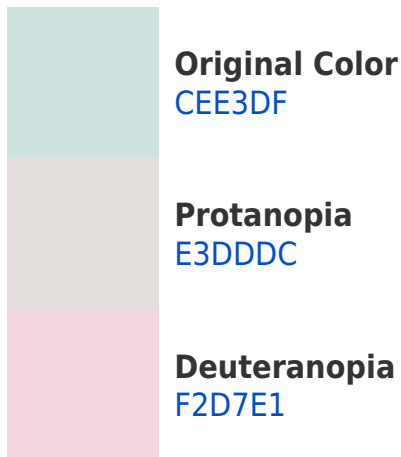 Original Color
CEE3DF
Protanopia
E3DDDC
Deuteranopia
F2D7E1